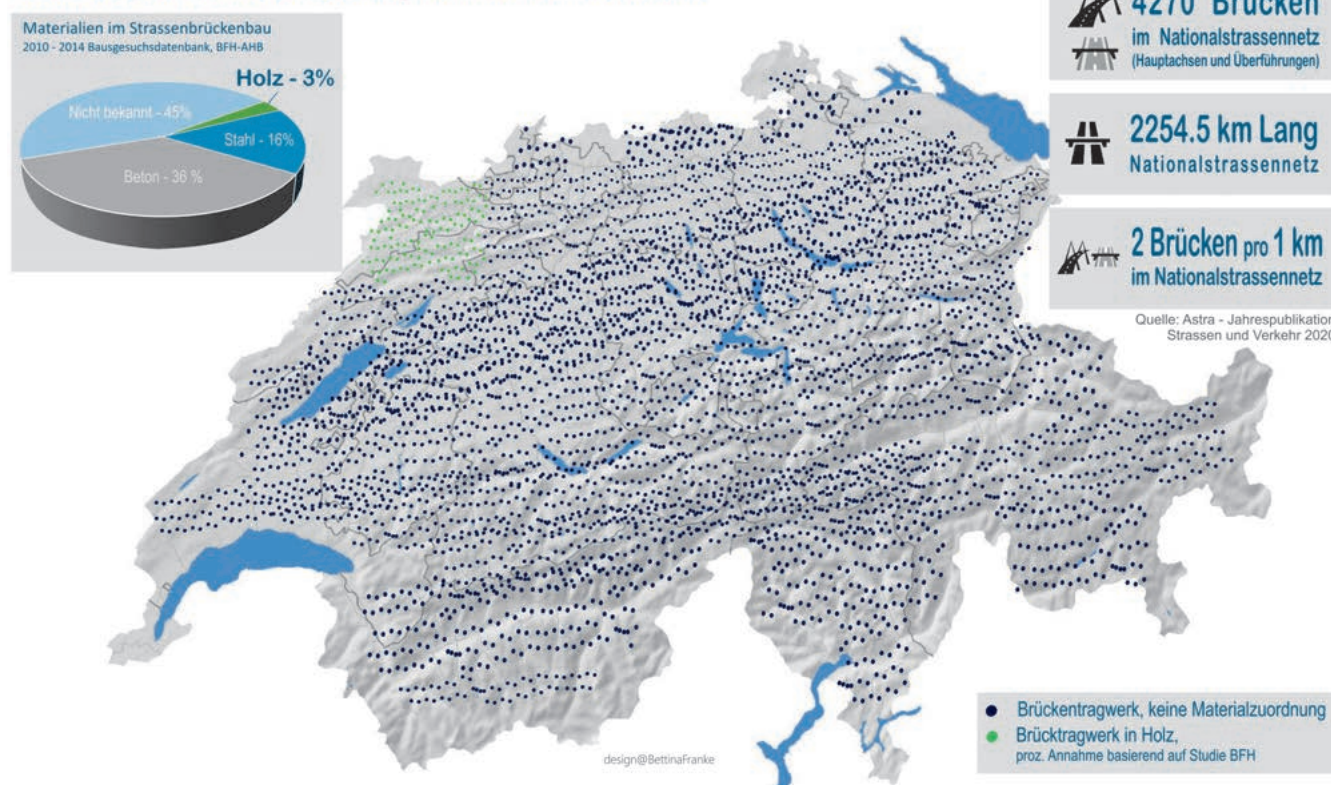 Materialien im Strassenbrückenbau
2010 - 2014 Bausgesuchsdatenbank, BFH-AHB
Holz - 3%
Nicht bekannt - 45%
Stahl - 16%
Beton - 36 %
4270 Brücken
im Nationalstrassennetz
(Hauptachsen und Überführungen)
2254.5 km Lang
Nationalstrassennetz
2 Brücken pro 1 km
im Nationalstrassennetz
Quelle: Astra - Jahrespublikation
Strassen und Verkehr 2020
Brückentragwerk, keine Materialzuordnung
Brücktragwerk in Holz,
proz. Annahme basierend auf Studie BFH
design@BettinaFranke